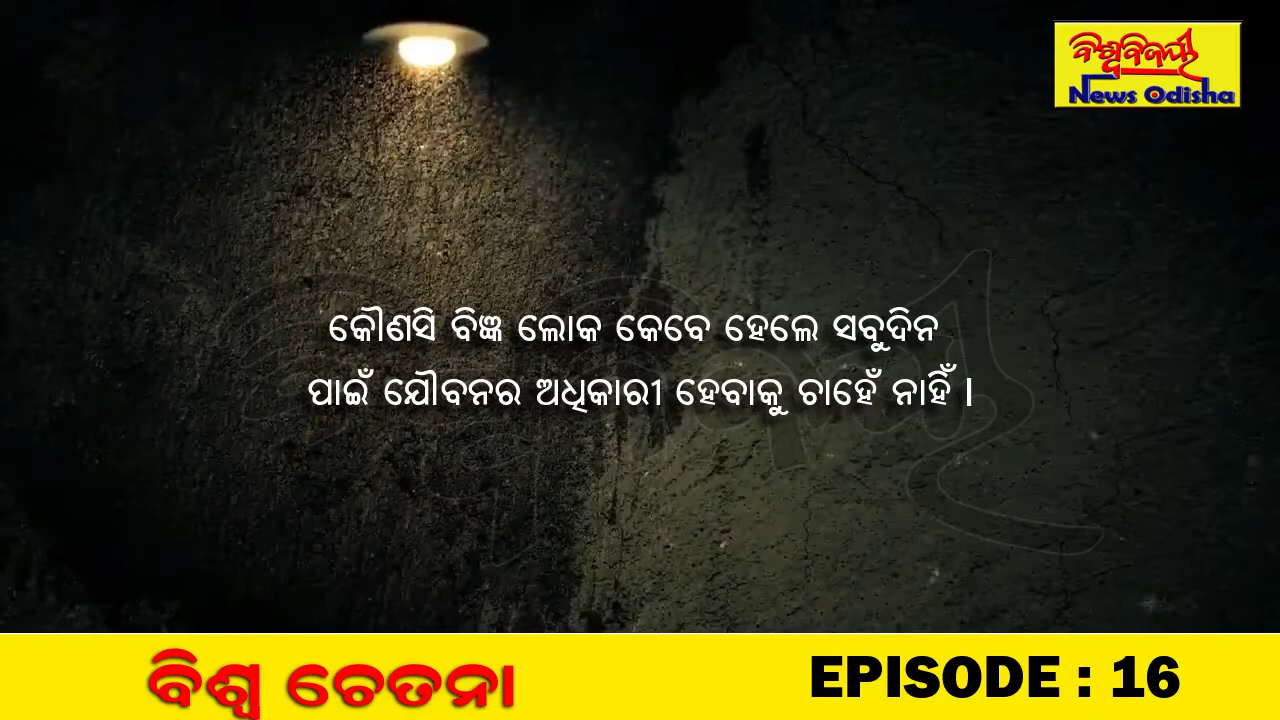 ବିଶ୍ୱବିଜୟୀ
News Odisha
କୌଣସି ବିଜ୍ଞ ଲୋକ କେବେ ହେଲେ ସବୁଦିନ
ପାଇଁ ଯୌବନର ଅଧିକାରୀ ହେବାକୁ ଚାହେଁ ନାହିଁ ।
ବିଶ୍ୱ ଚେତନା
EPISODE : 16